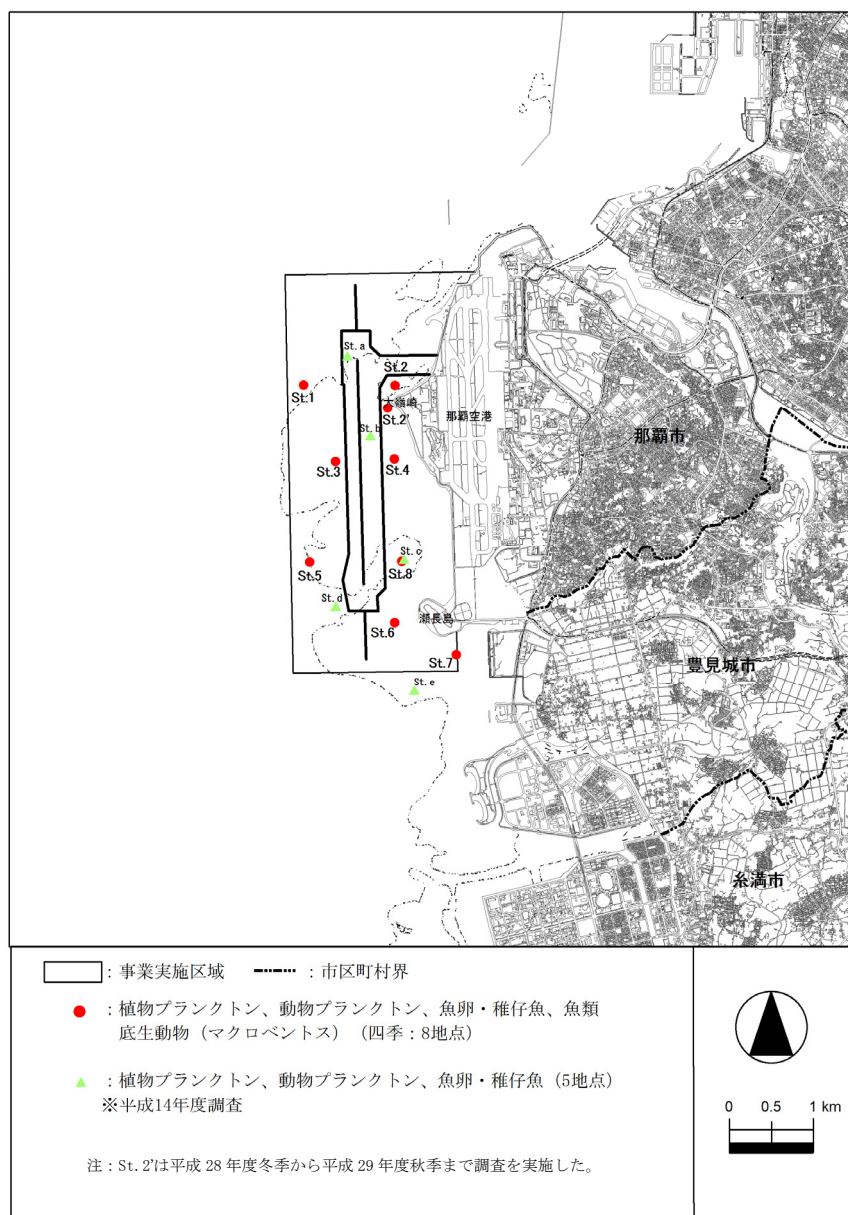 St.a
St.2
St.1
大嶺崎
St.2'
那覇空港
St.b
那覇市
St.3
St.4
St.c
St.5
St.8
St.d
St.6
瀬長島
St.7
豊見城市
St.e
糸満市
：事業実施区域
：市区町村界
：植物プランクトン、動物プランクトン、魚卵・稚仔魚、魚類
底生動物（マクロベントス）（四季：8地点）
：植物プランクトン、動物プランクトン、魚卵・稚仔魚（5地点）
※平成14年度調査
注：St.2'は平成 28 年度冬季から平成 29 年度秋季まで調査を実施した。
0 0.5 1 km